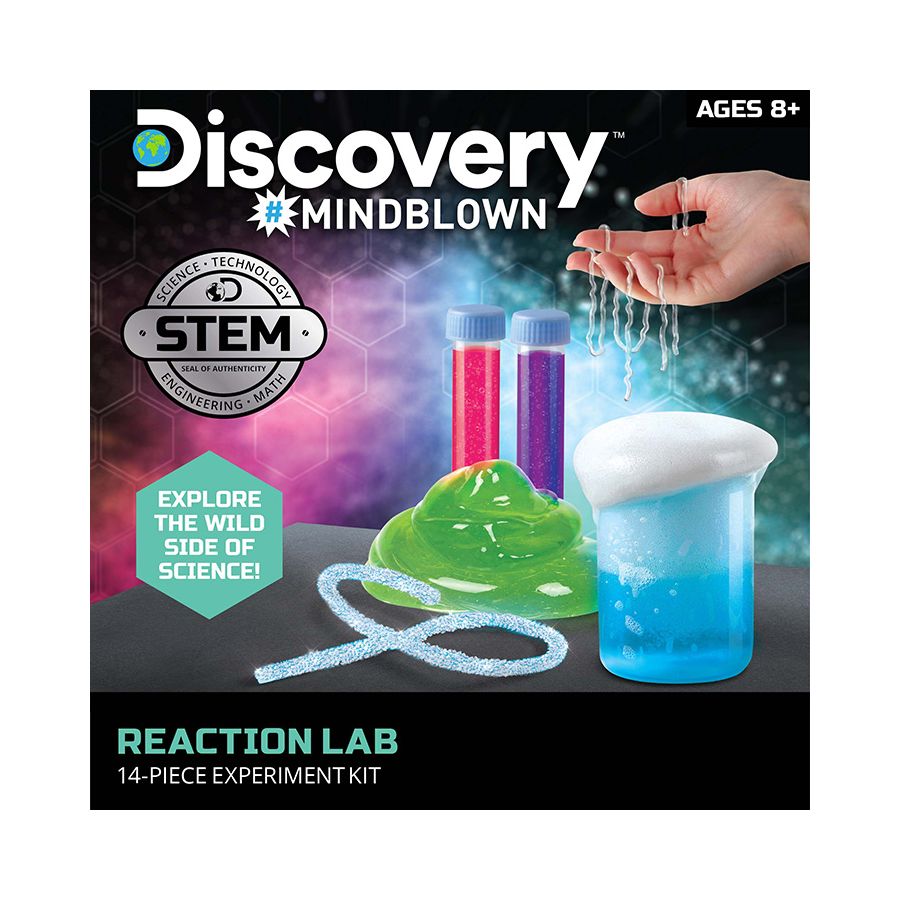 AGES 8+
Discovery™
#MINDBLOWN
SCIENCE • TECHNOLOGY
STEM
SEAL OF AUTHENTICITY
ENGINEERING • MATH
EXPLORE
THE WILD
SIDE OF
SCIENCE!
REACTION LAB
14-PIECE EXPERIMENT KIT